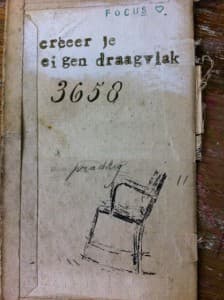 FOCUS ♡.
creeer je
eigen draagvlak
3658